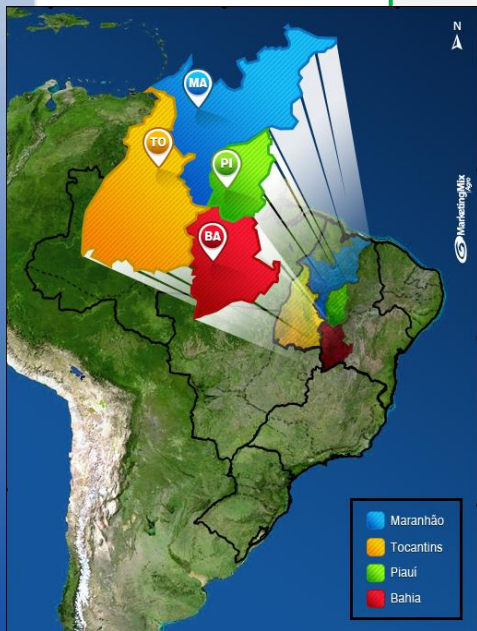 N
MA
TO
PI
BA
MarketingMix
Agro
Maranhão
Tocantins
Piauí
Bahia